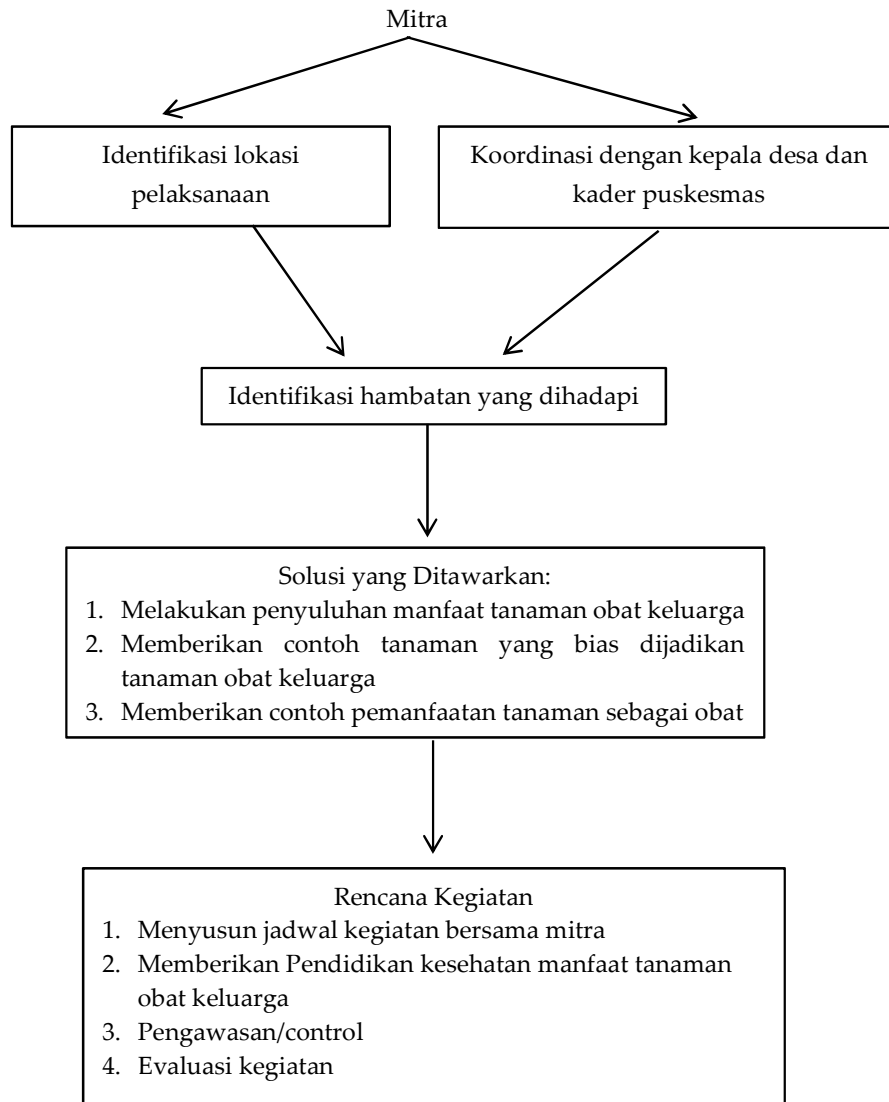 Mitra
Identifikasi lokasi
pelaksanaan
Koordinasi dengan kepala desa dan
kader puskesmas
Identifikasi hambatan yang dihadapi
Solusi yang Ditawarkan:
1. Melakukan penyuluhan manfaat tanaman obat keluarga
2. Memberikan contoh tanaman yang bias dijadikan
tanaman obat keluarga
3. Memberikan contoh pemanfaatan tanaman sebagai obat
Rencana Kegiatan
1. Menyusun jadwal kegiatan bersama mitra
2. Memberikan Pendidikan kesehatan manfaat tanaman
obat keluarga
3. Pengawasan/control
4. Evaluasi kegiatan